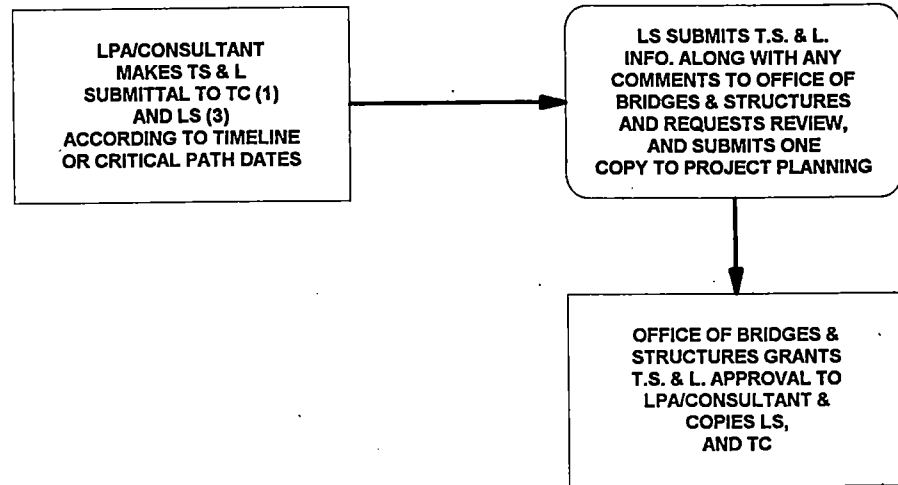 LPA/CONSULTANT
MAKES TS & L
SUBMITTAL TO TC (1)
AND LS (3)
ACCORDING TO TIMELINE
OR CRITICAL PATH DATES
LS SUBMITS T.S. & L.
INFO. ALONG WITH ANY
COMMENTS TO OFFICE OF
BRIDGES & STRUCTURES
AND REQUESTS REVIEW,
AND SUBMITS ONE
COPY TO PROJECT PLANNING
OFFICE OF BRIDGES &
STRUCTURES GRANTS
T.S. & L. APPROVAL TO
LPA/CONSULTANT &
COPIES LS,
AND TC